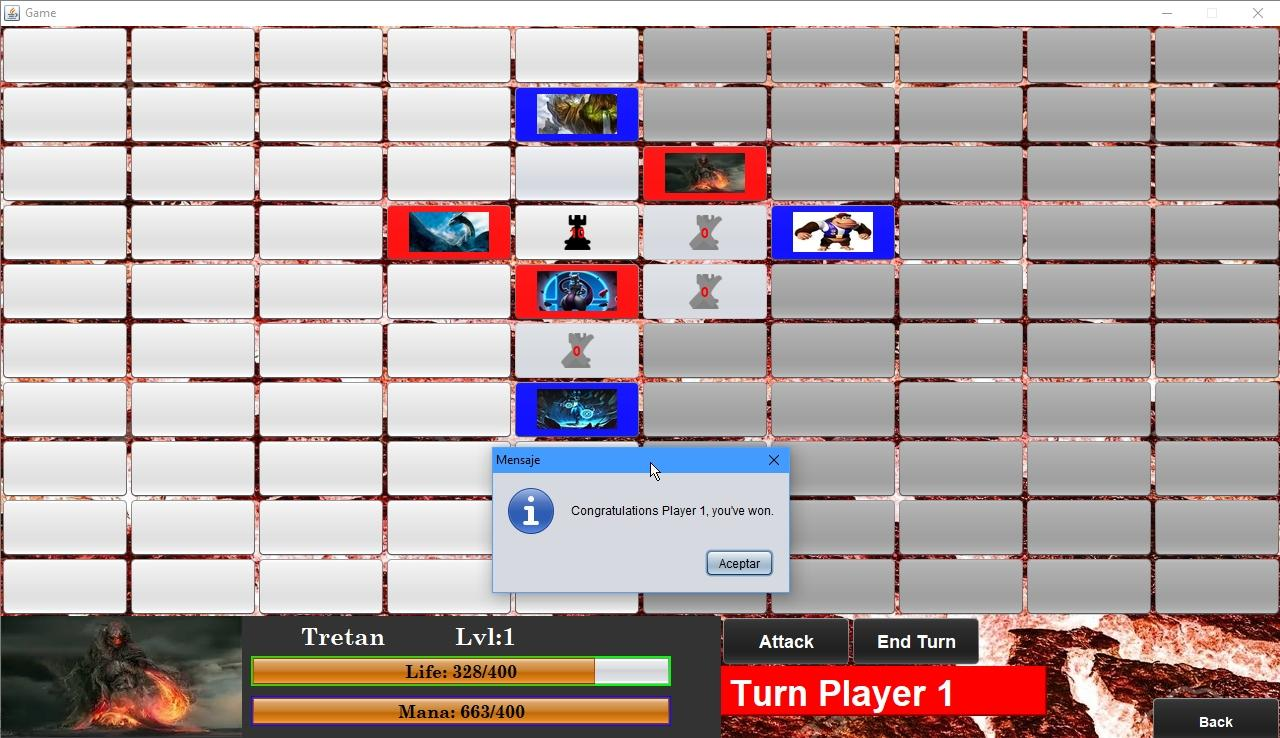 Game
10
0
0
0
Mensaje
Congratulations Player 1, you've won.
Aceptar
Tretan Lvl:1
Life: 328/400
Mana: 663/400
Attack
End Turn
Turn Player 1
Back